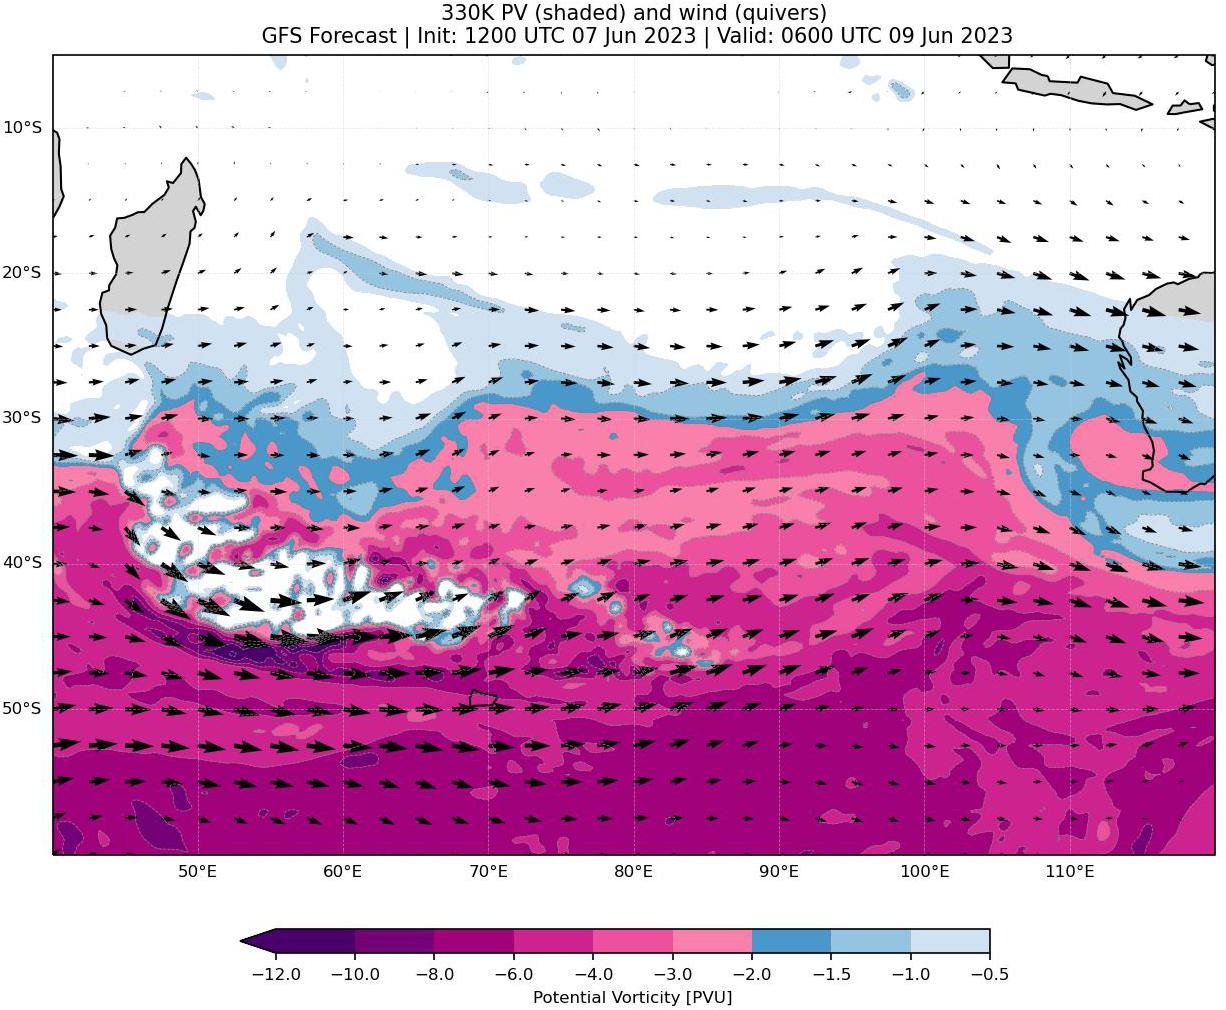 330K PV (shaded) and wind (quivers)
GFS Forecast | Init: 1200 UTC 07 Jun 2023 | Valid: 0600 UTC 09 Jun 2023
10°S
20°S
30°S
40°S
50°S
50°E 60°E 70°E 80°E 90°E 100°E 110°E
−12.0 −10.0 −8.0 −6.0 −4.0 −3.0 −2.0 −1.5 −1.0 −0.5
Potential Vorticity [PVU]